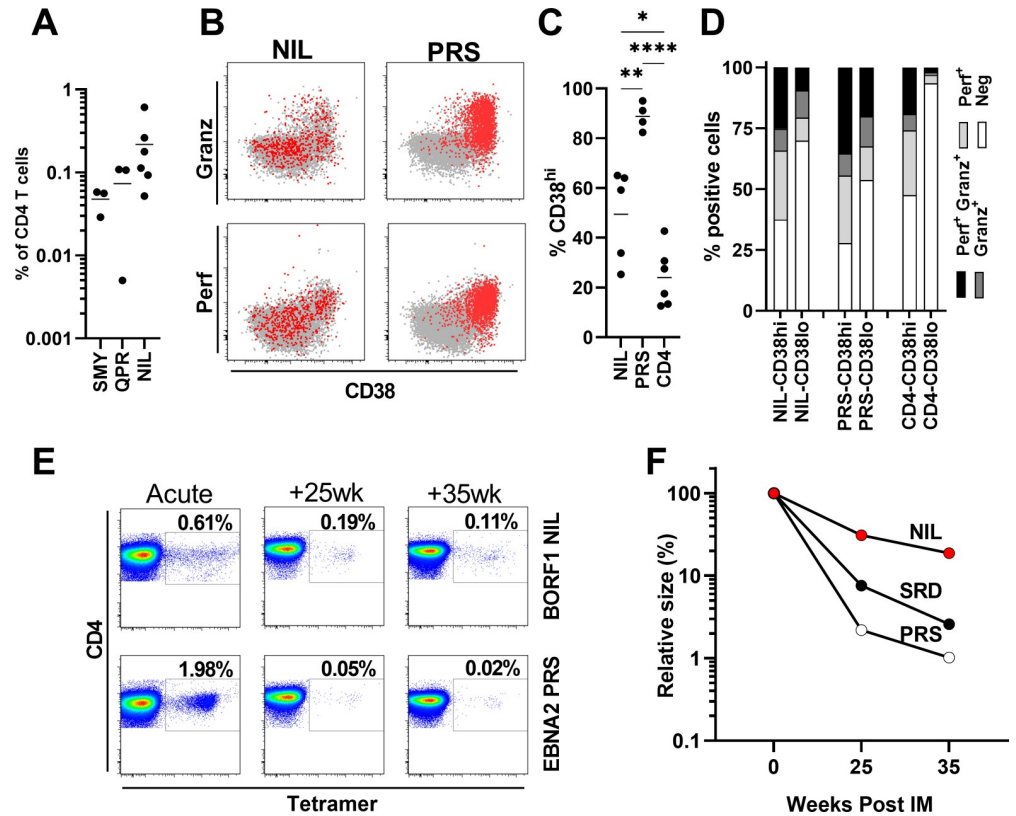 A
% of CD4 T cells
1
0.1
0.01
0.001
SMY
QPR
NIL
B
NIL
PRS
Granz
Perf
CD38
C
*
****
**
% CD38hi
100
80
60
40
20
0
NIL
PRS
CD4
D
% positive cells
100
75
50
25
0
NIL-CD38hi
NIL-CD38lo
PRS-CD38hi
PRS-CD38lo
CD4-CD38hi
CD4-CD38lo
Perf+ Granz+
Granz+
Perf+
Neg
E
Acute
+25wk
+35wk
0.61%
0.19%
0.11%
BORF1 NIL
1.98%
0.05%
0.02%
EBNA2 PRS
CD4
Tetramer
F
Relative size (%)
100
10
1
0.1
NIL
SRD
PRS
0
25
35
Weeks Post IM